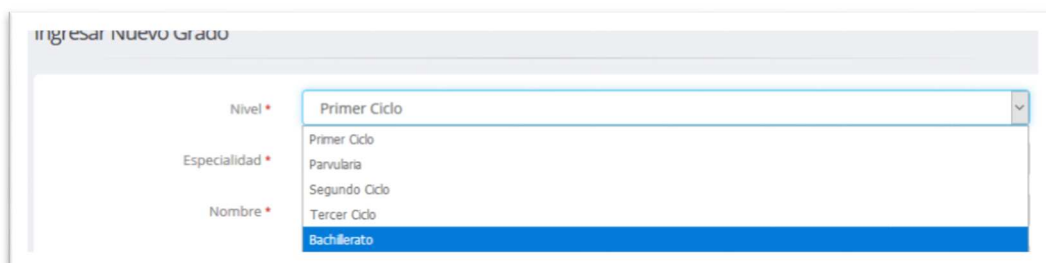 Ingresar Nuevo Grado
Nivel * Primer Ciclo
Primer Ciclo
Especialidad *
Parvularia
Segundo Ciclo
Nombre *
Tercer Ciclo
Bachillerato